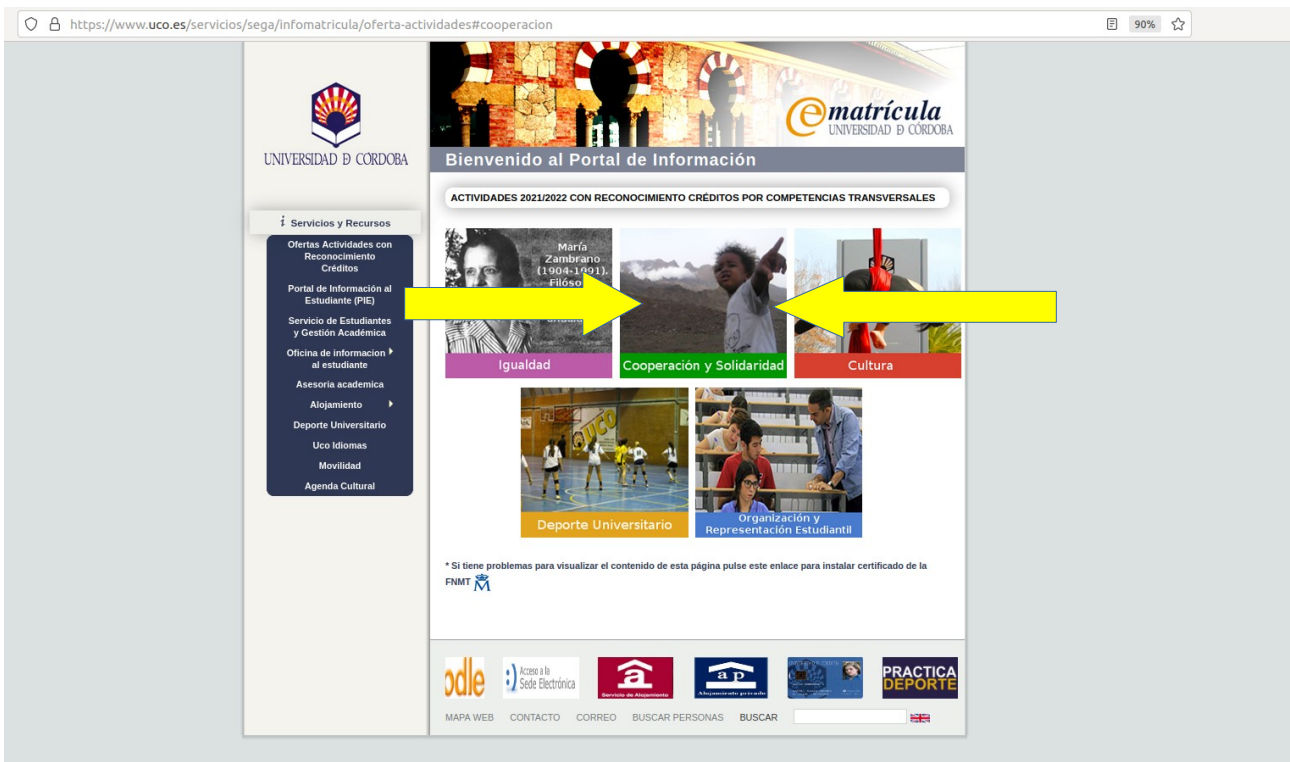 https://www.uco.es/servicios/sega/infomatricula/oferta-actividades#cooperacion
90%
UNIVERSIDAD Ð CORDOBA
ematrícula
UNIVERSIDAD Ð CÓRDOBA
Bienvenido al Portal de Información
ACTIVIDADES 2021/2022 CON RECONOCIMIENTO CRÉDITOS POR COMPETENCIAS TRANSVERSALES
i Servicios y Recursos
Ofertas Actividades con
Reconocimiento
Créditos
Portal de Información al
Estudiante (PIE)
Servicio de Estudiantes
y Gestión Académica
Oficina de informacion
al estudiante
Asesoria academica
Alojamiento
Deporte Universitario
Uco Idiomas
Movilidad
Agenda Cultural
María
Zambrano
(1904-1991).
Igualdad
Cooperación y Solidaridad
Cultura
UCO
Deporte Universitario
Organización y
Representación Estudiantil
* Si tiene problemas para visualizar el contenido de esta página pulse este enlace para instalar certificado de la
FNMT
odle
Acceso a la
Sede Electrónica
a
Servicio de Alojamiento
a p
Alojamiento privado
PRACTICA
DEPORTE
MAPA WEB CONTACTO CORREO BUSCAR PERSONAS BUSCAR